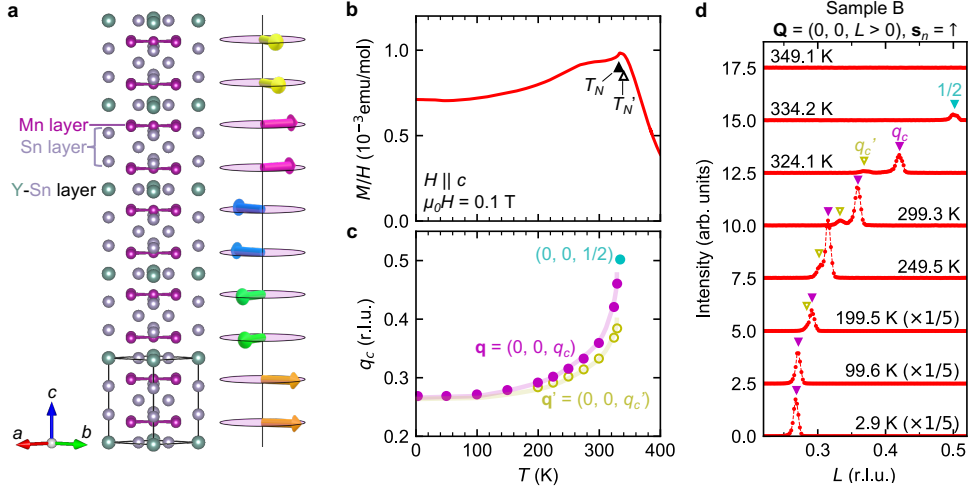 a
Mn layer
Sn layer
Y-Sn layer
c
a
b
b
M/H (10⁻³ emu/mol)
1.0
0.5
0.0
T_N
T_N'
H || c
μ₀H = 0.1 T
c
q_c (r.l.u.)
0.5
0.4
0.3
0.2
(0, 0, 1/2)
q = (0, 0, q_c)
q' = (0, 0, q_c')
0
100
200
300
400
T (K)
d
Sample B
Q = (0, 0, L > 0), s_n = ↑
Intensity (arb. units)
17.5
15.0
12.5
10.0
7.5
5.0
2.5
0.0
349.1 K
334.2 K
1/2
324.1 K
q_c'
q_c
299.3 K
249.5 K
199.5 K (×1/5)
99.6 K (×1/5)
2.9 K (×1/5)
0.3
0.4
0.5
L (r.l.u.)